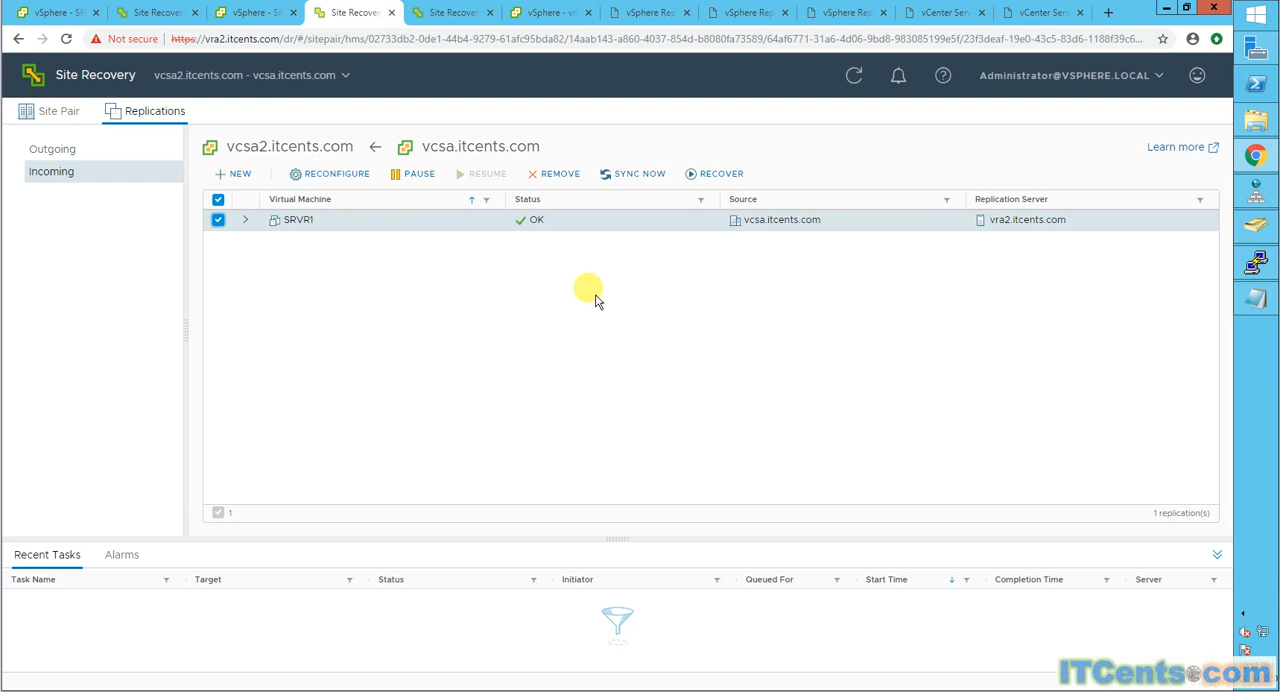 vSphere - SR
Site Recover
vSphere - Sit
Site Recover
Site Recover
vSphere - vra
vSphere Rep
vSphere Rep
vSphere Rep
vCenter Serv
vCenter Serv
Not secure
https://vra2.itcents.com/dr/#/sitepair/hms/02733db2-0de1-44b4-9279-61afc95bda82/14aab143-a860-4037-854d-b8080fa73589/64af6771-31a6-4d06-9bd8-983085199e5f/23f3deaf-19e0-43c5-83d6-1188f39c6...
Site Recovery
vcsa2.itcents.com - vcsa.itcents.com
Administrator@VSPHERE.LOCAL
Site Pair
Replications
Outgoing
Incoming
vcsa2.itcents.com
vcsa.itcents.com
Learn more
NEW
RECONFIGURE
PAUSE
RESUME
REMOVE
SYNC NOW
RECOVER
Virtual Machine
Status
Source
Replication Server
SRVR1
OK
vcsa.itcents.com
vra2.itcents.com
1
1 replication(s)
Recent Tasks
Alarms
Task Name
Target
Status
Initiator
Queued For
Start Time
Completion Time
Server
ITCents.com